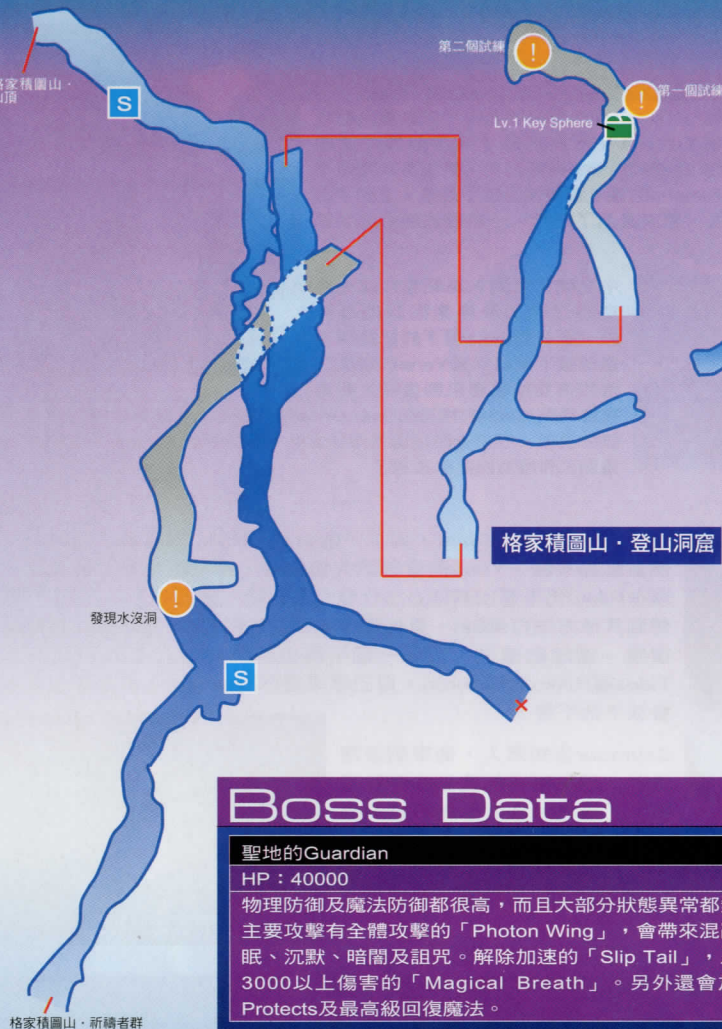 第二個試練
格家積圖山・
山頂
S
第一個試練
Lv.1 Key Sphere
格家積圖山・登山洞窟
發現水沒洞
S
Boss Data
聖地的Guardian
HP：40000
物理防御及魔法防御都很高，而且大部分狀態異常都
主要攻擊有全體攻擊的「Photon Wing」，會帶來混
眠、沉默、暗闇及詛咒。解除加速的「Slip Tail」，
3000以上傷害的「Magical Breath」。另外還會
Protects及最高級回復魔法。
格家積圖山・祈禱者群